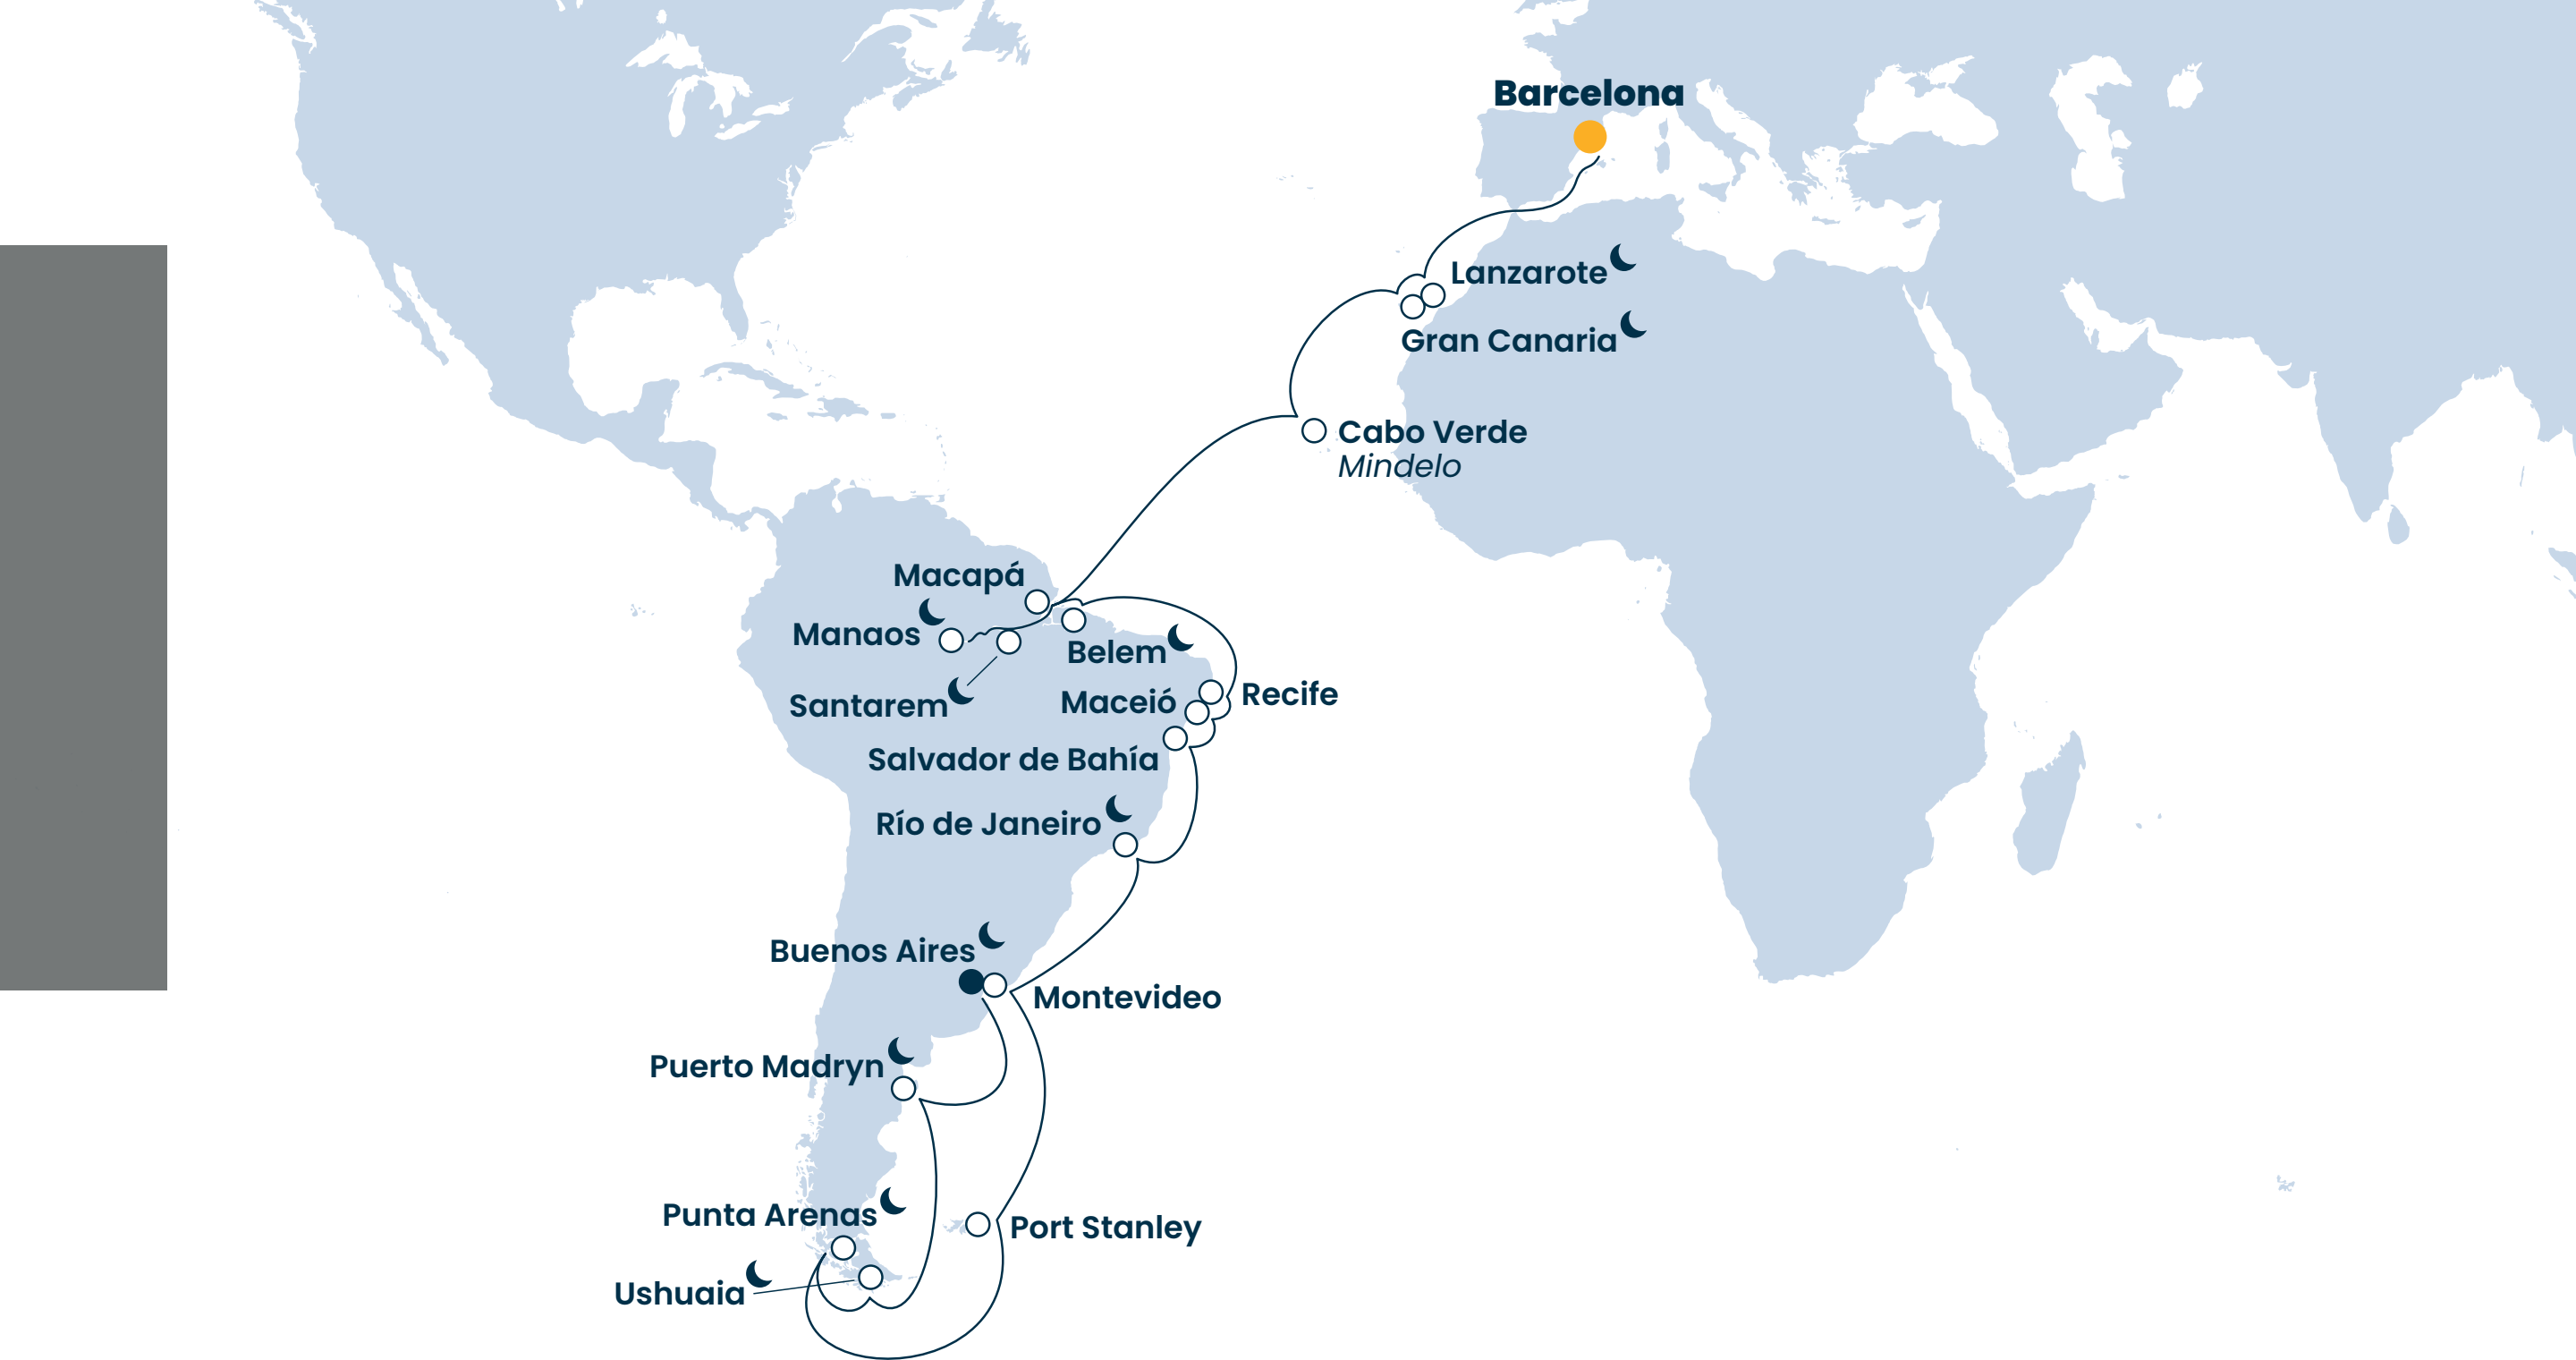 Barcelona
Lanzarote
Gran Canaria
Cabo Verde
Mindelo
Macapá
Manaos
Belem
Santarem
Maceió
Recife
Salvador de Bahía
Río de Janeiro
Buenos Aires
Montevideo
Puerto Madryn
Punta Arenas
Port Stanley
Ushuaia